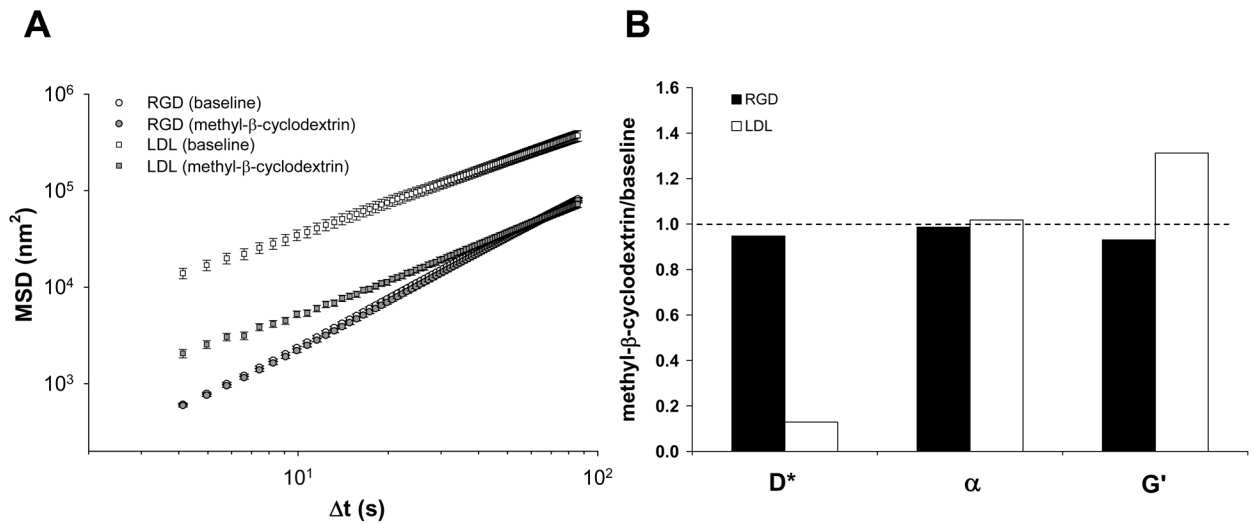 A
RGD (baseline)
RGD (methyl-β-cyclodextrin)
LDL (baseline)
LDL (methyl-β-cyclodextrin)
MSD (nm²)
10⁶
10⁵
10⁴
10³
10¹
10²
Δt (s)
B
RGD
LDL
methyl-β-cyclodextrin/baseline
1.6
1.4
1.2
1.0
0.8
0.6
0.4
0.2
0.0
D*
α
G'